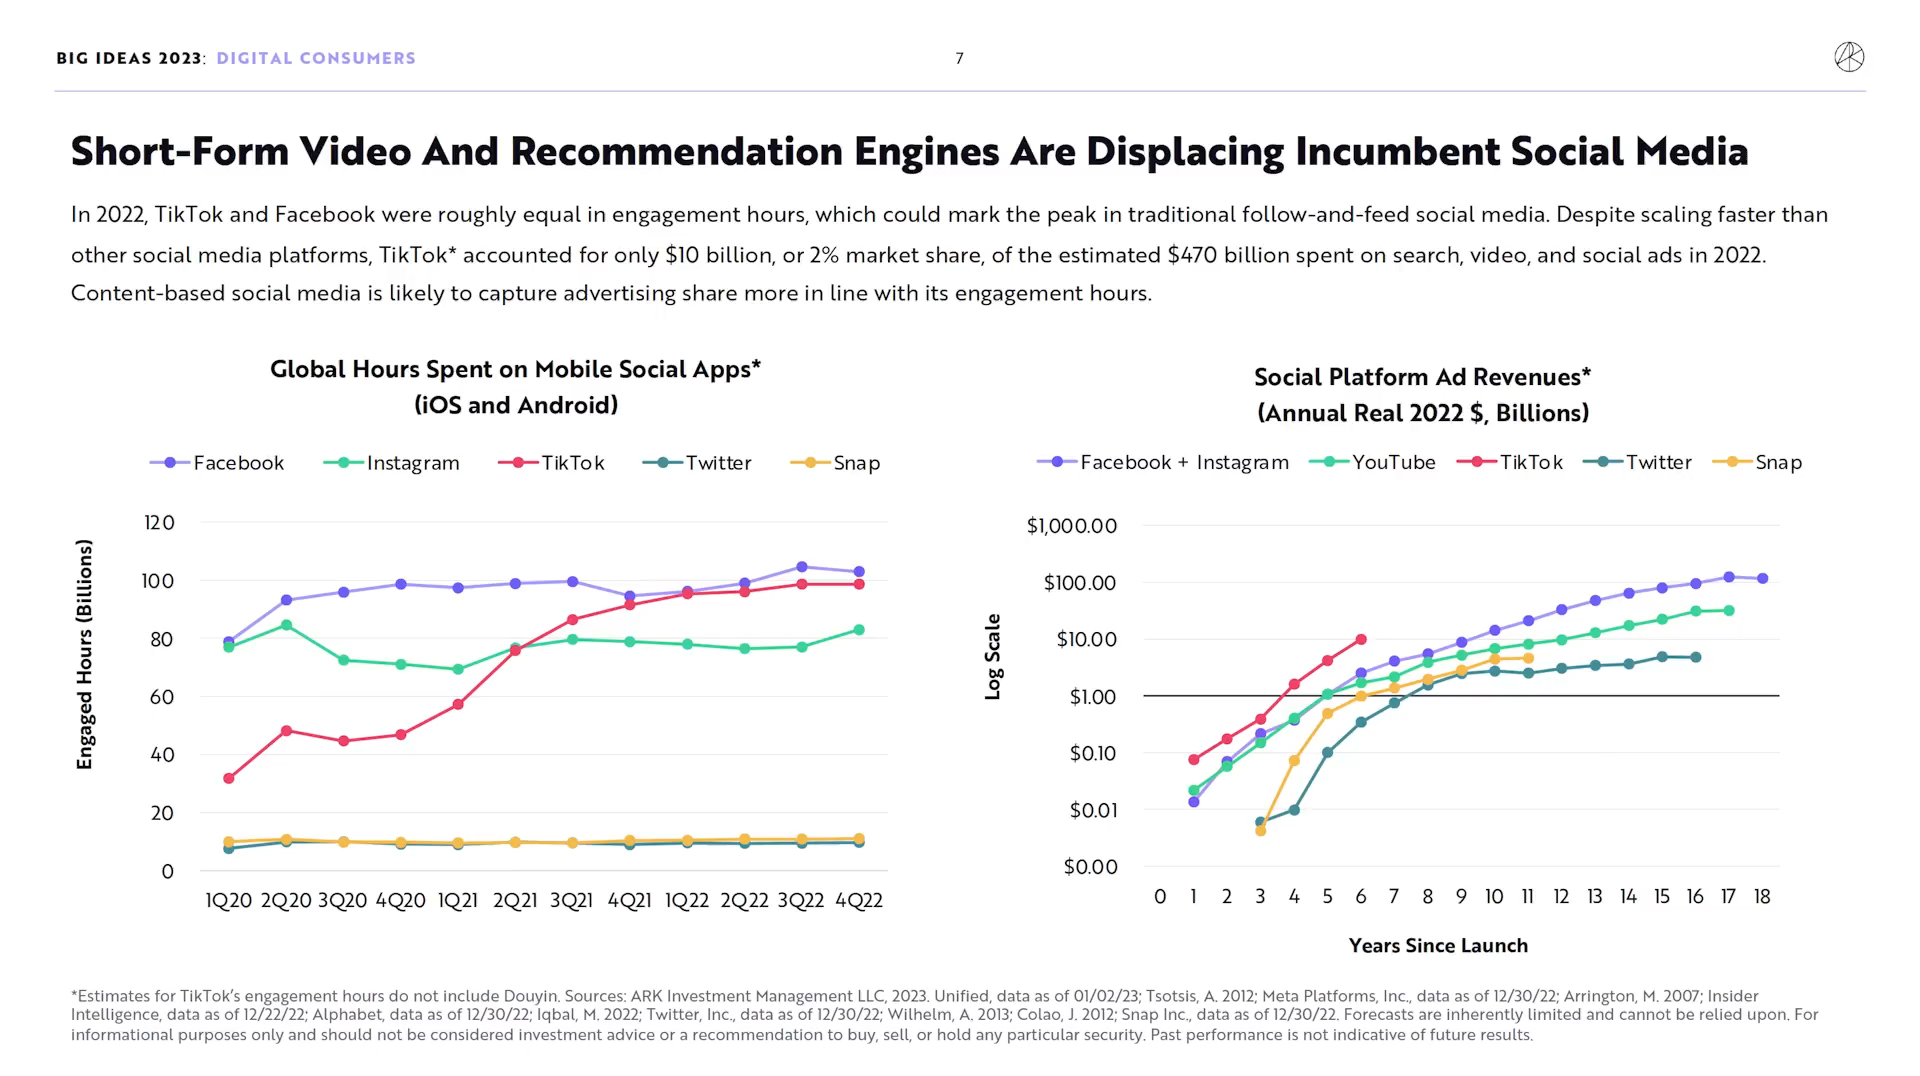 BIG IDEAS 2023: DIGITAL CONSUMERS
7
Short-Form Video And Recommendation Engines Are Displacing Incumbent Social Media
In 2022, TikTok and Facebook were roughly equal in engagement hours, which could mark the peak in traditional follow-and-feed social media. Despite scaling faster than
other social media platforms, TikTok* accounted for only $10 billion, or 2% market share, of the estimated $470 billion spent on search, video, and social ads in 2022.
Content-based social media is likely to capture advertising share more in line with its engagement hours.
Global Hours Spent on Mobile Social Apps*
(iOS and Android)
Facebook Instagram TikTok Twitter Snap
Engaged Hours (Billions)
120
100
80
60
40
20
0
1Q20 2Q20 3Q20 4Q20 1Q21 2Q21 3Q21 4Q21 1Q22 2Q22 3Q22 4Q22
Social Platform Ad Revenues*
(Annual Real 2022 $, Billions)
Facebook + Instagram YouTube TikTok Twitter Snap
Log Scale
$1,000.00
$100.00
$10.00
$1.00
$0.10
$0.01
$0.00
0 1 2 3 4 5 6 7 8 9 10 11 12 13 14 15 16 17 18
Years Since Launch
*Estimates for TikTok's engagement hours do not include Douyin. Sources: ARK Investment Management LLC, 2023. Unified, data as of 01/02/23; Tsotsis, A. 2012; Meta Platforms, Inc., data as of 12/30/22; Arrington, M. 2007; Insider
Intelligence, data as of 12/22/22; Alphabet, data as of 12/30/22; Iqbal, M. 2022; Twitter, Inc., data as of 12/30/22; Wilhelm, A. 2013; Colao, J. 2012; Snap Inc., data as of 12/30/22. Forecasts are inherently limited and cannot be relied upon. For
informational purposes only and should not be considered investment advice or a recommendation to buy, sell, or hold any particular security. Past performance is not indicative of future results.